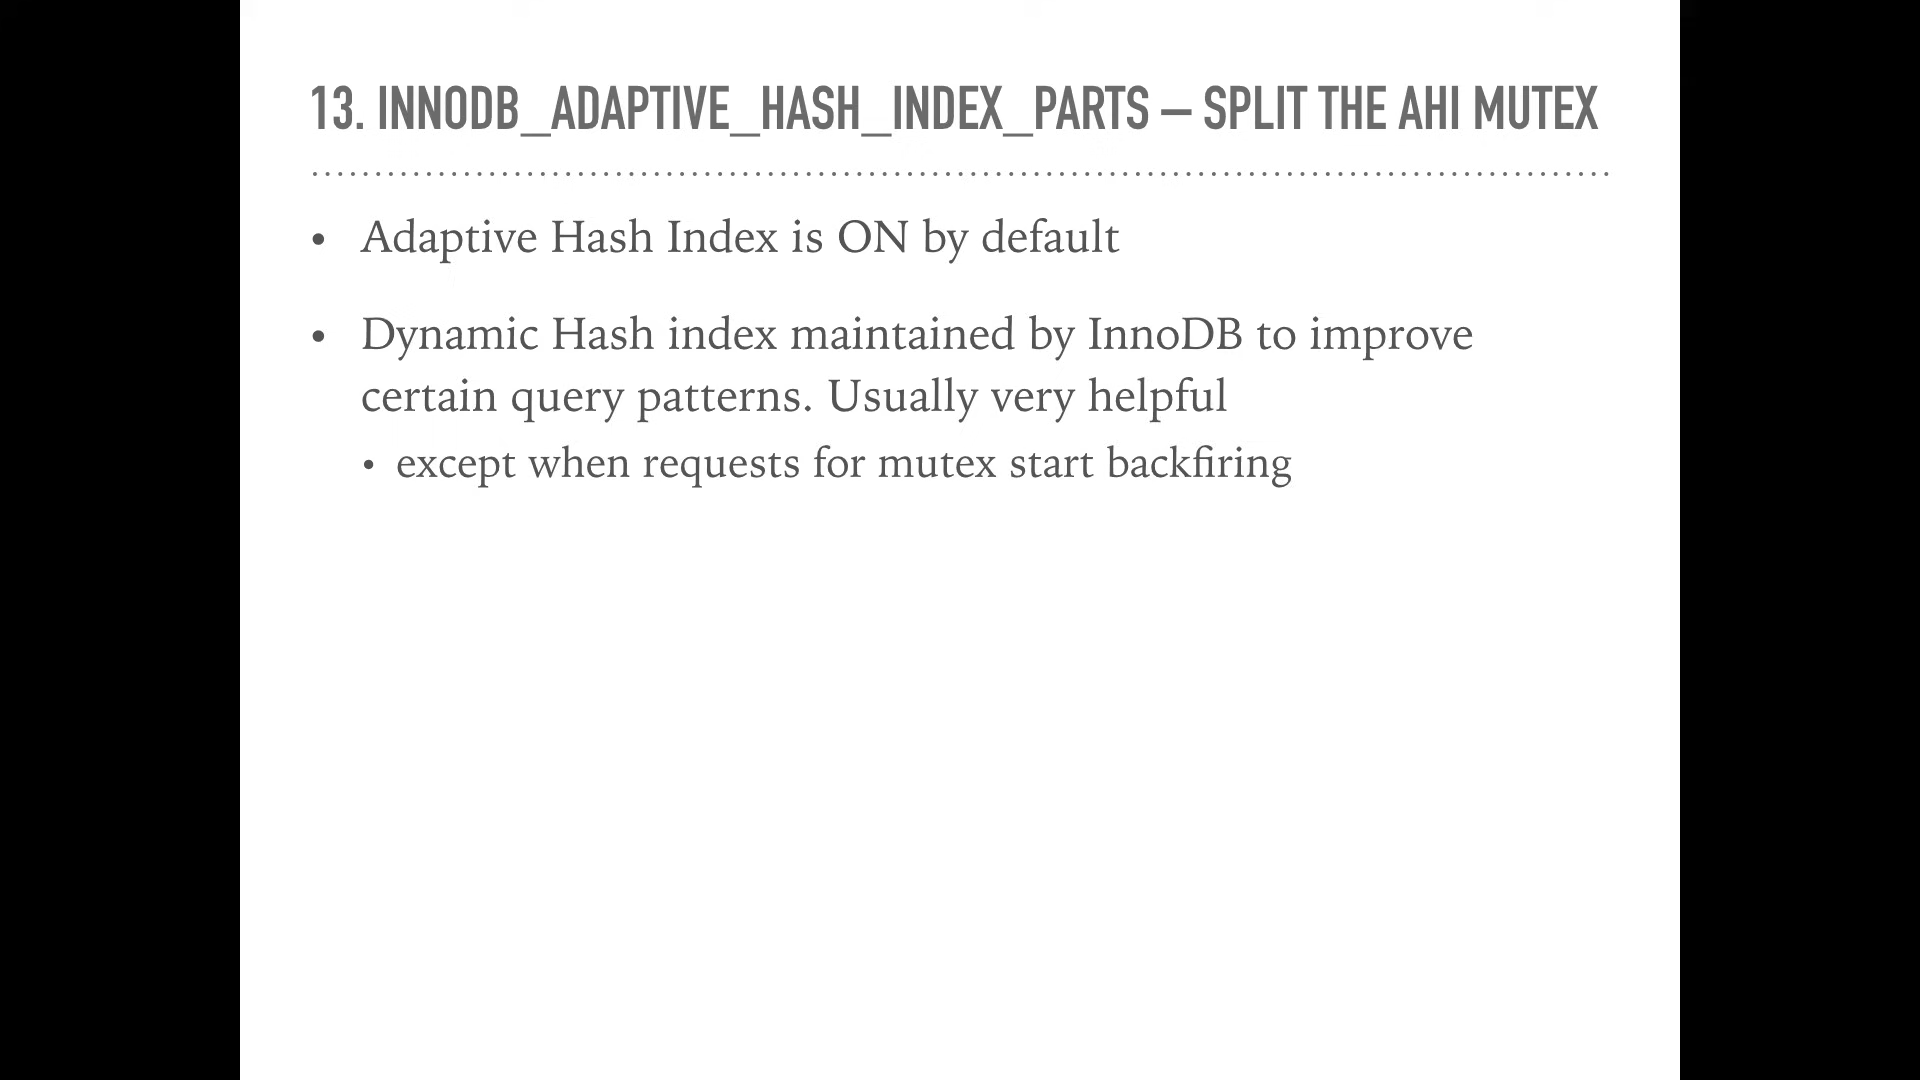 13. INNODB_ADAPTIVE_HASH_INDEX_PARTS – SPLIT THE AHI MUTEX
• Adaptive Hash Index is ON by default
• Dynamic Hash index maintained by InnoDB to improve
certain query patterns. Usually very helpful
• except when requests for mutex start backfiring